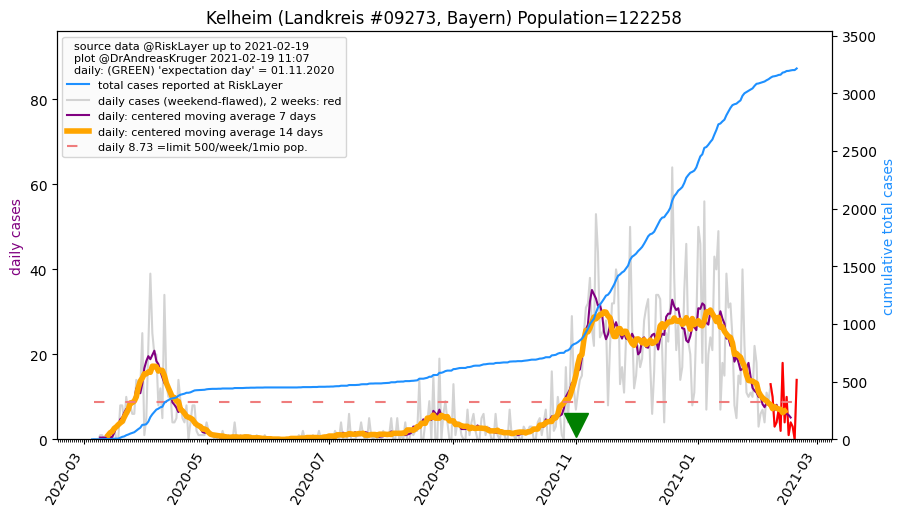 Kelheim (Landkreis #09273, Bayern) Population=122258
source data @RiskLayer up to 2021-02-19
plot @DrAndreasKruger 2021-02-19 11:07
daily: (GREEN) 'expectation day' = 01.11.2020
total cases reported at RiskLayer
daily cases (weekend-flawed), 2 weeks: red
daily: centered moving average 7 days
daily: centered moving average 14 days
daily 8.73 =limit 500/week/1mio pop.
daily cases
0
20
40
60
80
cumulative total cases
0
500
1000
1500
2000
2500
3000
3500
2020-03
2020-05
2020-07
2020-09
2020-11
2021-01
2021-03